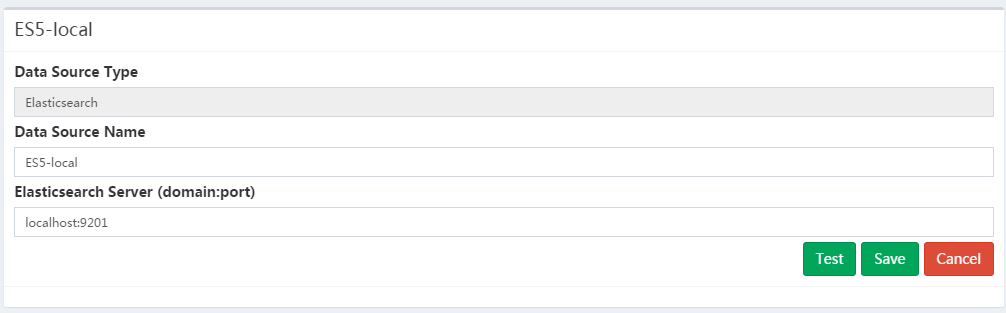 ES5-local
Data Source Type
Elasticsearch
Data Source Name
ES5-local
Elasticsearch Server (domain:port)
localhost:9201
Test Save Cancel